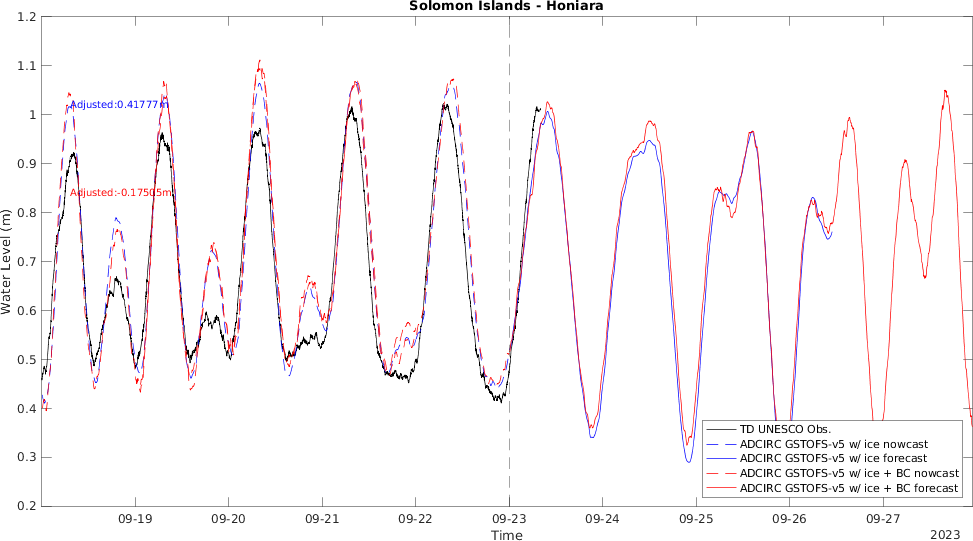 Solomon Islands - Honiara
1.2
1.1
1
0.9
0.8
0.7
0.6
0.5
0.4
0.3
0.2
Water Level (m)
Adjusted:0.41777m
Adjusted:-0.17505m
TD UNESCO Obs.
ADCIRC GSTOFS-v5 w/ ice nowcast
ADCIRC GSTOFS-v5 w/ ice forecast
ADCIRC GSTOFS-v5 w/ ice + BC nowcast
ADCIRC GSTOFS-v5 w/ ice + BC forecast
09-19 09-20 09-21 09-22 09-23 09-24 09-25 09-26 09-27
Time
2023